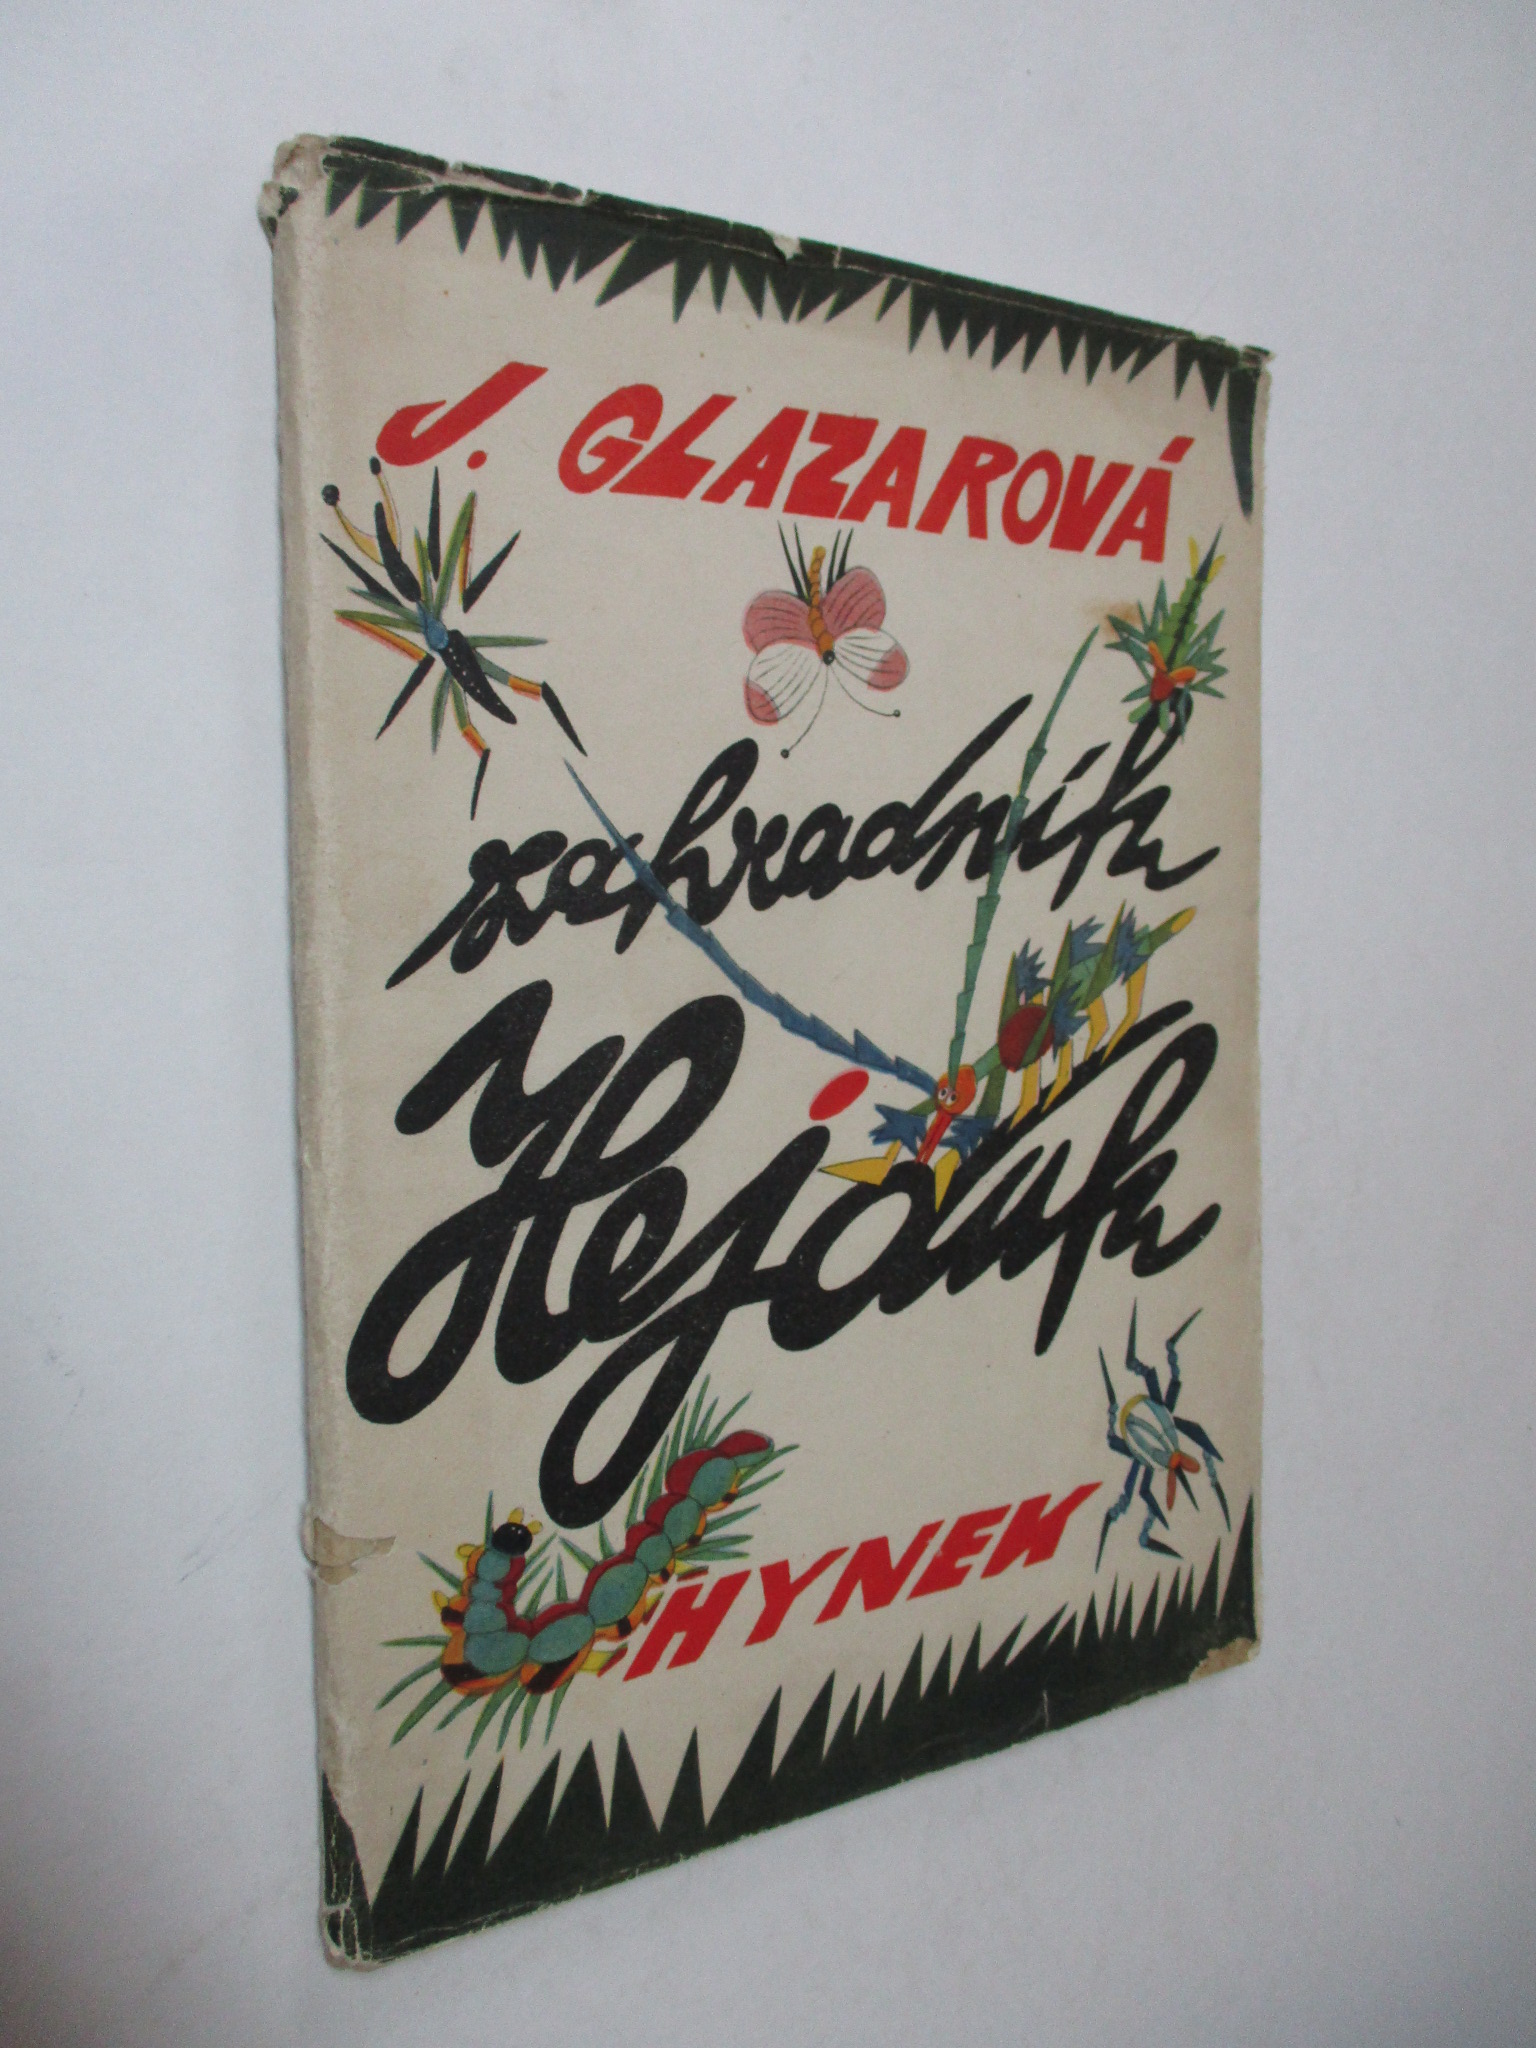 J. GLAZAROVÁ
zahradník
Hejduk
HYNEK